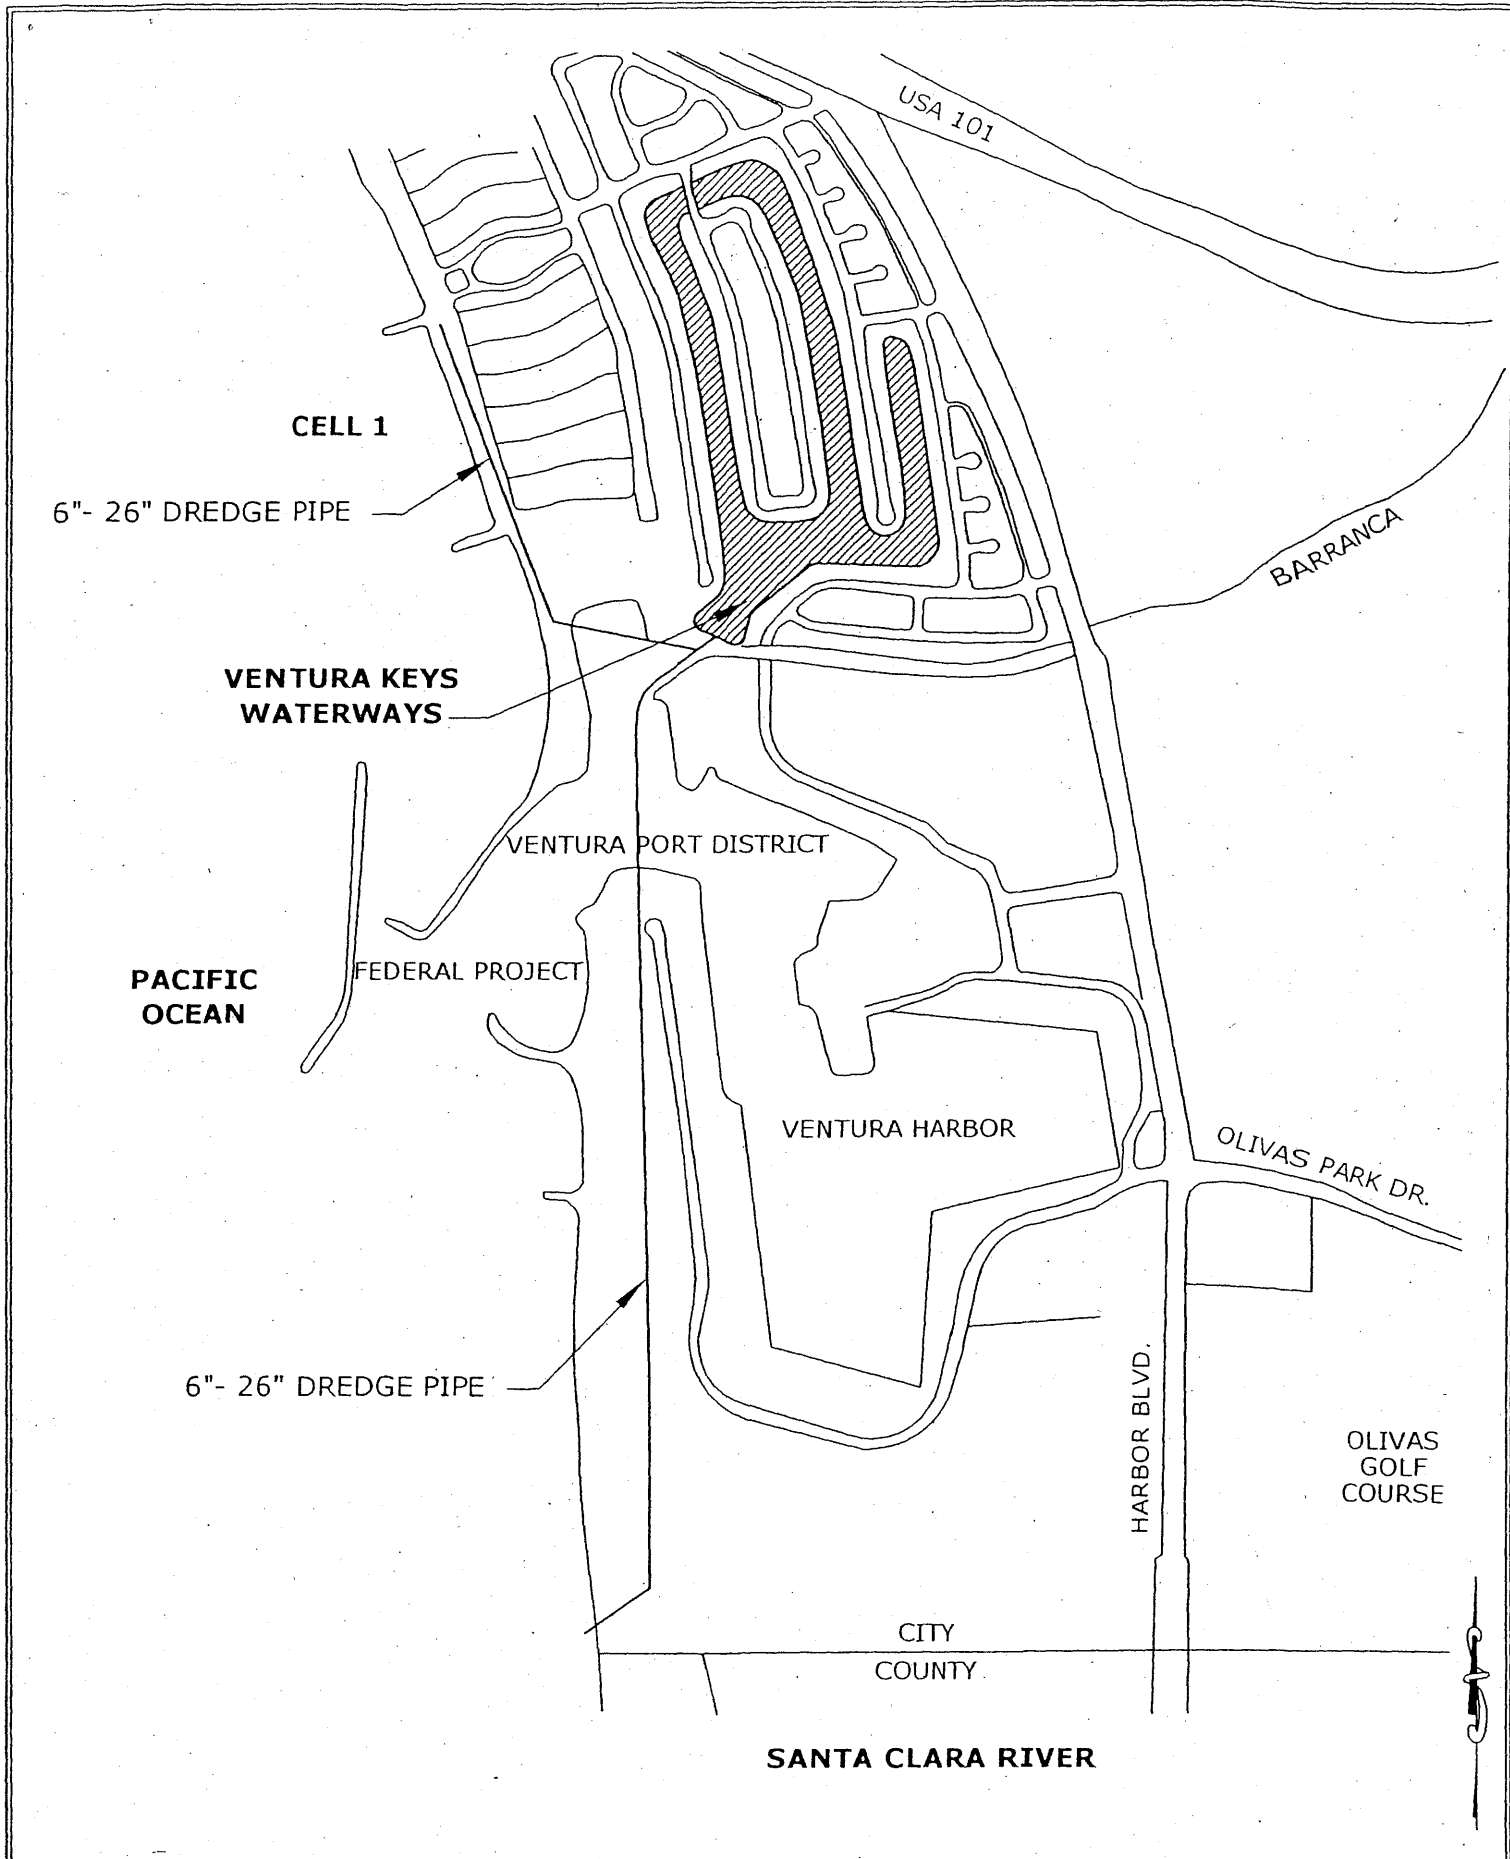 USA 101
CELL 1
6"- 26" DREDGE PIPE
BARRANCA
VENTURA KEYS
WATERWAYS
VENTURA PORT DISTRICT
PACIFIC
OCEAN
FEDERAL PROJECT
VENTURA HARBOR
OLIVAS PARK DR.
6"- 26" DREDGE PIPE
HARBOR BLVD.
OLIVAS
GOLF
COURSE
CITY
COUNTY
SANTA CLARA RIVER